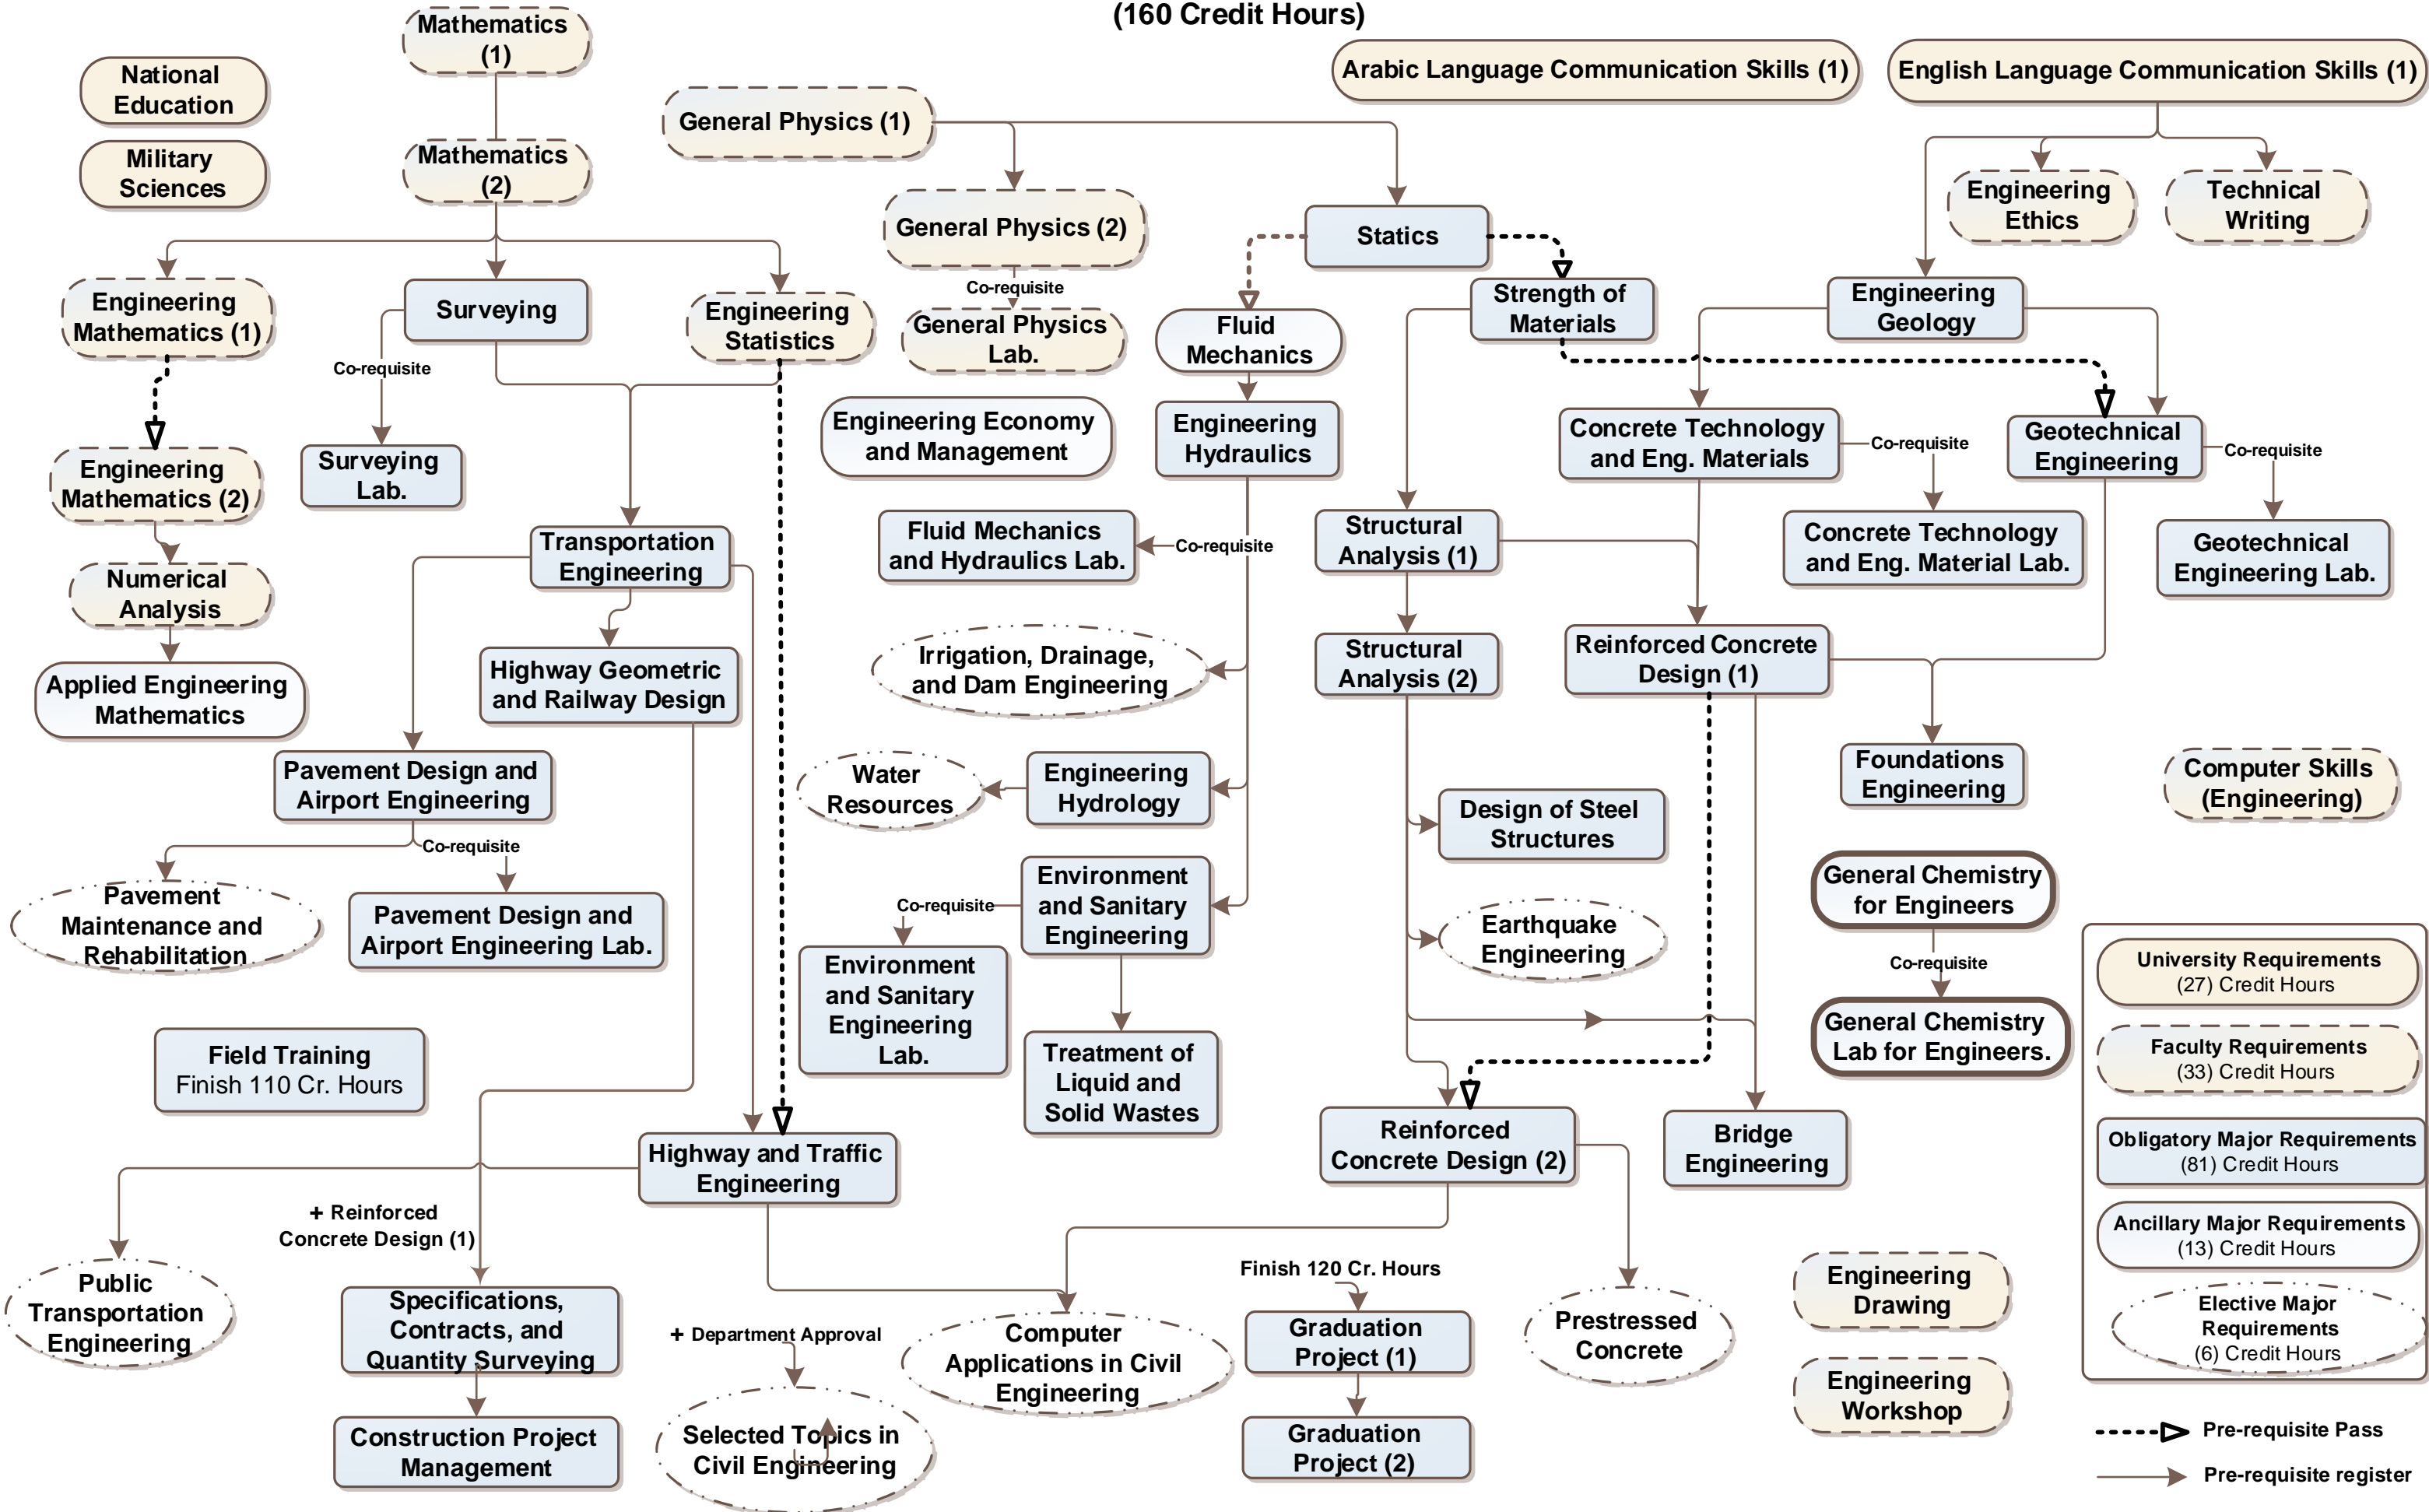 (160 Credit Hours)
Mathematics
(1)
National
Education
Arabic Language Communication Skills (1)
English Language Communication Skills (1)
General Physics (1)
Military
Sciences
Mathematics
(2)
General Physics (2)
Statics
Engineering
Ethics
Technical
Writing
Engineering
Mathematics (1)
Surveying
Engineering
Statistics
Co-requisite
General Physics
Lab.
Fluid
Mechanics
Strength of
Materials
Engineering
Geology
Co-requisite
Engineering Economy
and Management
Engineering
Hydraulics
Concrete Technology
and Eng. Materials
Co-requisite
Geotechnical
Engineering
Co-requisite
Engineering
Mathematics (2)
Surveying
Lab.
Transportation
Engineering
Fluid Mechanics
and Hydraulics Lab.
Co-requisite
Structural
Analysis (1)
Concrete Technology
and Eng. Material Lab.
Geotechnical
Engineering Lab.
Numerical
Analysis
Applied Engineering
Mathematics
Highway Geometric
and Railway Design
Irrigation, Drainage,
and Dam Engineering
Structural
Analysis (2)
Reinforced Concrete
Design (1)
Pavement Design and
Airport Engineering
Water
Resources
Engineering
Hydrology
Design of Steel
Structures
Foundations
Engineering
Computer Skills
(Engineering)
Co-requisite
Pavement
Maintenance and
Rehabilitation
Pavement Design and
Airport Engineering Lab.
Co-requisite
Environment
and Sanitary
Engineering
Earthquake
Engineering
General Chemistry
for Engineers
Co-requisite
General Chemistry
Lab for Engineers.
Environment
and Sanitary
Engineering
Lab.
Treatment of
Liquid and
Solid Wastes
Field Training
Finish 110 Cr. Hours
Highway and Traffic
Engineering
Reinforced
Concrete Design (2)
Bridge
Engineering
+ Reinforced
Concrete Design (1)
Public
Transportation
Engineering
Specifications,
Contracts, and
Quantity Surveying
Construction Project
Management
+ Department Approval
Selected Topics in
Civil Engineering
Computer
Applications in Civil
Engineering
Finish 120 Cr. Hours
Graduation
Project (1)
Graduation
Project (2)
Prestressed
Concrete
Engineering
Drawing
Engineering
Workshop
University Requirements
(27) Credit Hours
Faculty Requirements
(33) Credit Hours
Obligatory Major Requirements
(81) Credit Hours
Ancillary Major Requirements
(13) Credit Hours
Elective Major
Requirements
(6) Credit Hours
Pre-requisite Pass
Pre-requisite register